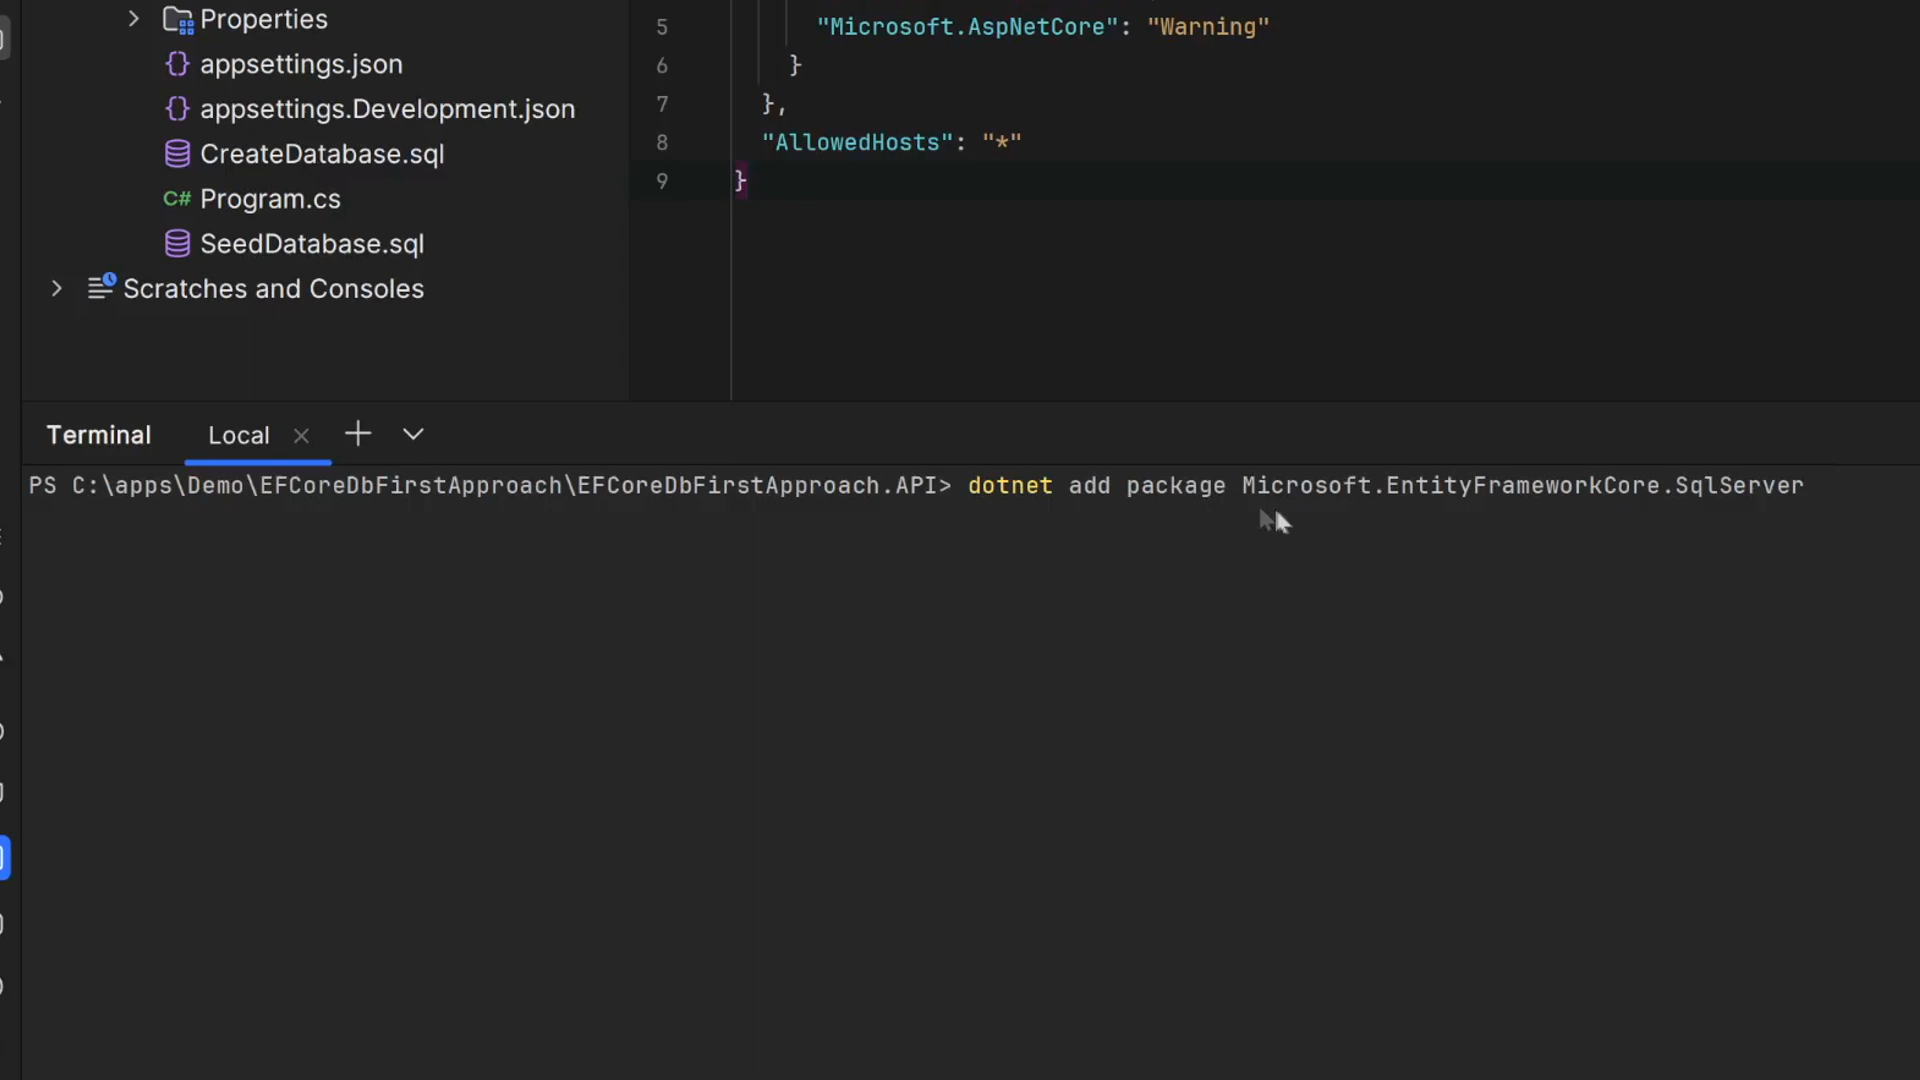 Properties
appsettings.json
appsettings.Development.json
CreateDatabase.sql
C# Program.cs
SeedDatabase.sql
Scratches and Consoles
5 "Microsoft.AspNetCore": "Warning"
6 }
7 },
8 "AllowedHosts": "*"
9 }
Terminal Local
PS C:\apps\Demo\EFCoreDbFirstApproach\EFCoreDbFirstApproach.API> dotnet add package Microsoft.EntityFrameworkCore.SqlServer